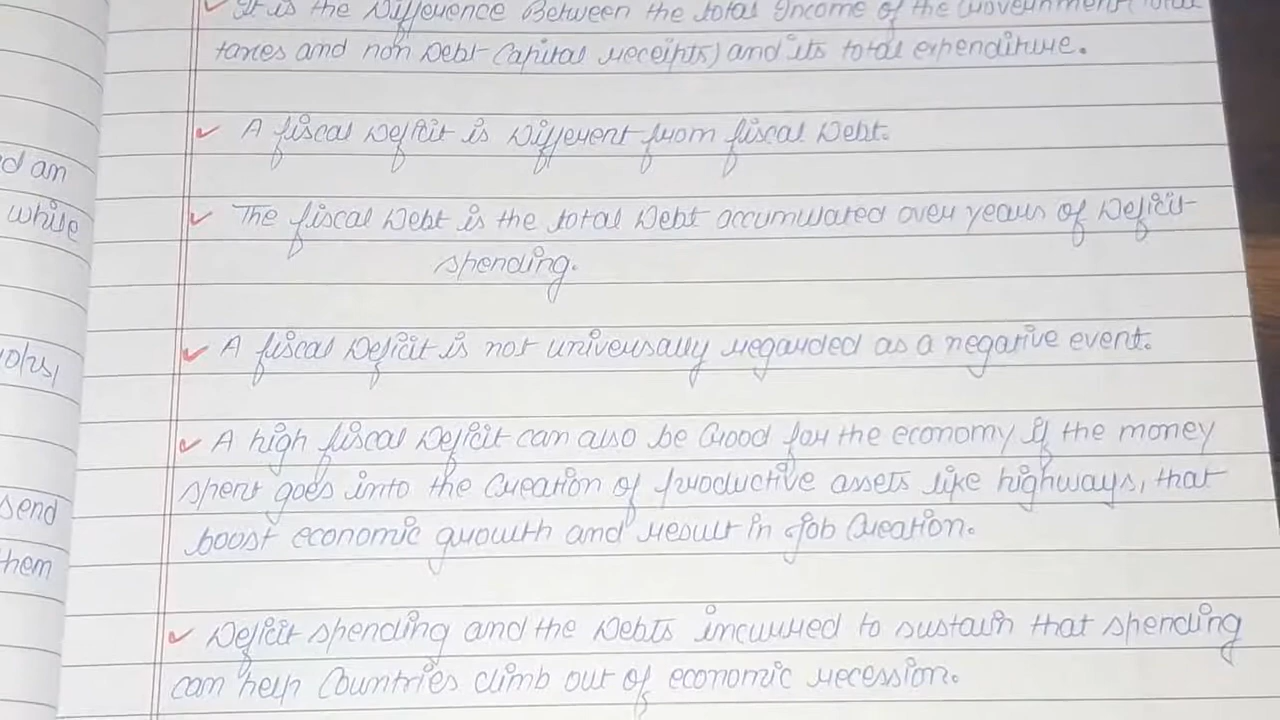 It is the Difference Between the total Income of the Government (total
taxes and non Debt Capital receipts) and its total expenditure.
A fiscal Deficit is Different from fiscal Debt.
The fiscal Debt is the total Debt accumulated over years of Deficit
spending.
A fiscal Deficit is not universally regarded as a negative event.
A high fiscal Deficit can also be Good for the economy if the money
spent goes into the Creation of productive assets like highways, that
boost economic growth and result in Job Creation.
Deficit spending and the Debts incurred to sustain that spending
can help Countries climb out of economic recession.
d an
while
send
hem